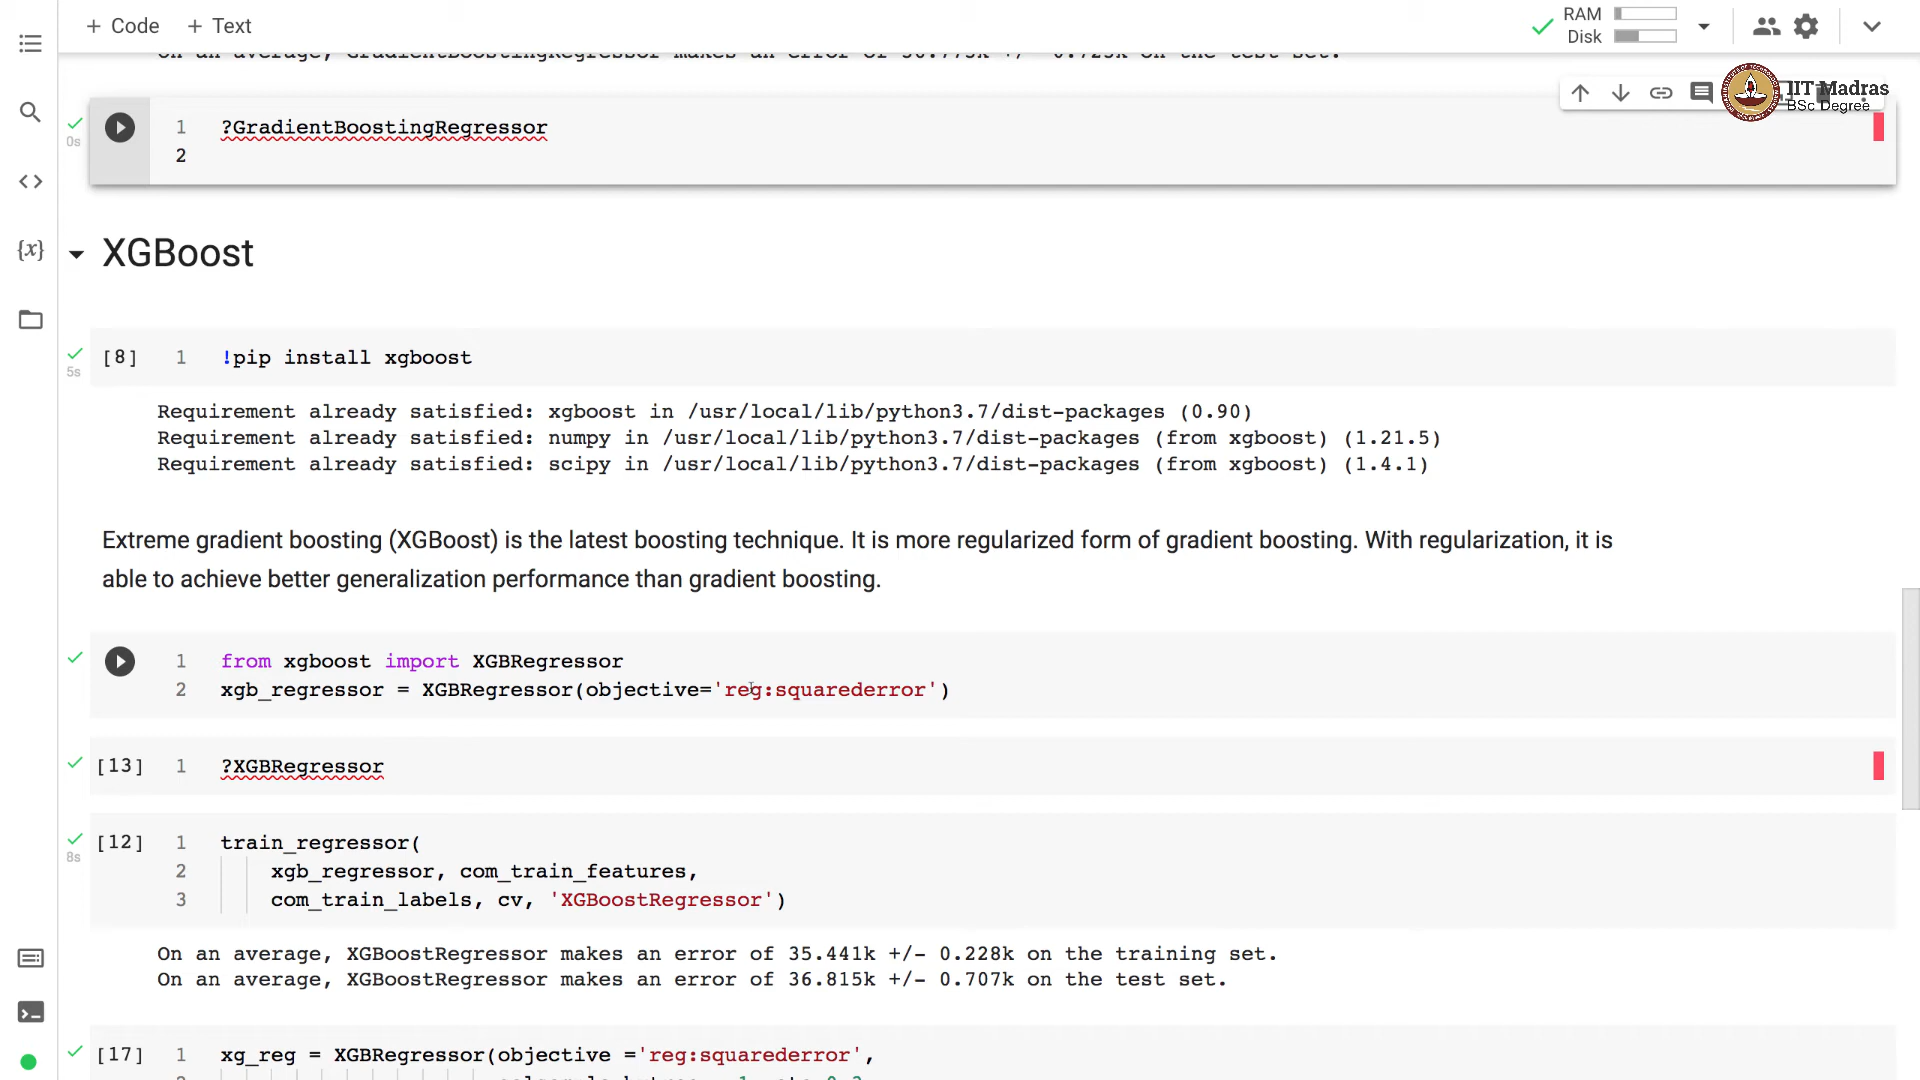 + Code + Text
RAM
Disk
IIT Madras
BSc Degree
0s
1 ?GradientBoostingRegressor
2
XGBoost
5s
[8] 1 !pip install xgboost
Requirement already satisfied: xgboost in /usr/local/lib/python3.7/dist-packages (0.90)
Requirement already satisfied: numpy in /usr/local/lib/python3.7/dist-packages (from xgboost) (1.21.5)
Requirement already satisfied: scipy in /usr/local/lib/python3.7/dist-packages (from xgboost) (1.4.1)
Extreme gradient boosting (XGBoost) is the latest boosting technique. It is more regularized form of gradient boosting. With regularization, it is
able to achieve better generalization performance than gradient boosting.
1 from xgboost import XGBRegressor
2 xgb_regressor = XGBRegressor(objective='reg:squarederror')
[13] 1 ?XGBRegressor
8s
[12] 1 train_regressor(
2 xgb_regressor, com_train_features,
3 com_train_labels, cv, 'XGBoostRegressor')
On an average, XGBoostRegressor makes an error of 35.441k +/- 0.228k on the training set.
On an average, XGBoostRegressor makes an error of 36.815k +/- 0.707k on the test set.
[17] 1 xg_reg = XGBRegressor(objective ='reg:squarederror',